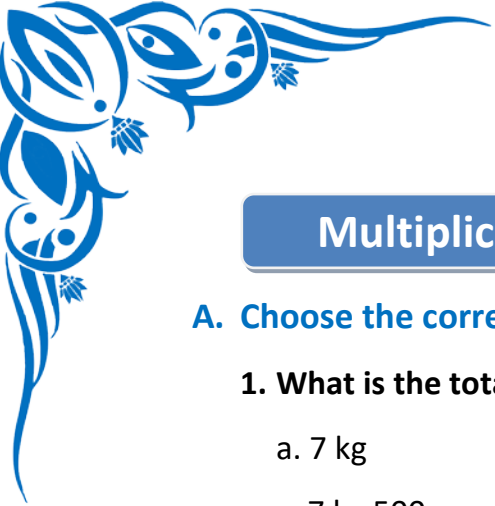 Multiplic
A. Choose the corre
1. What is the tota
a. 7 kg